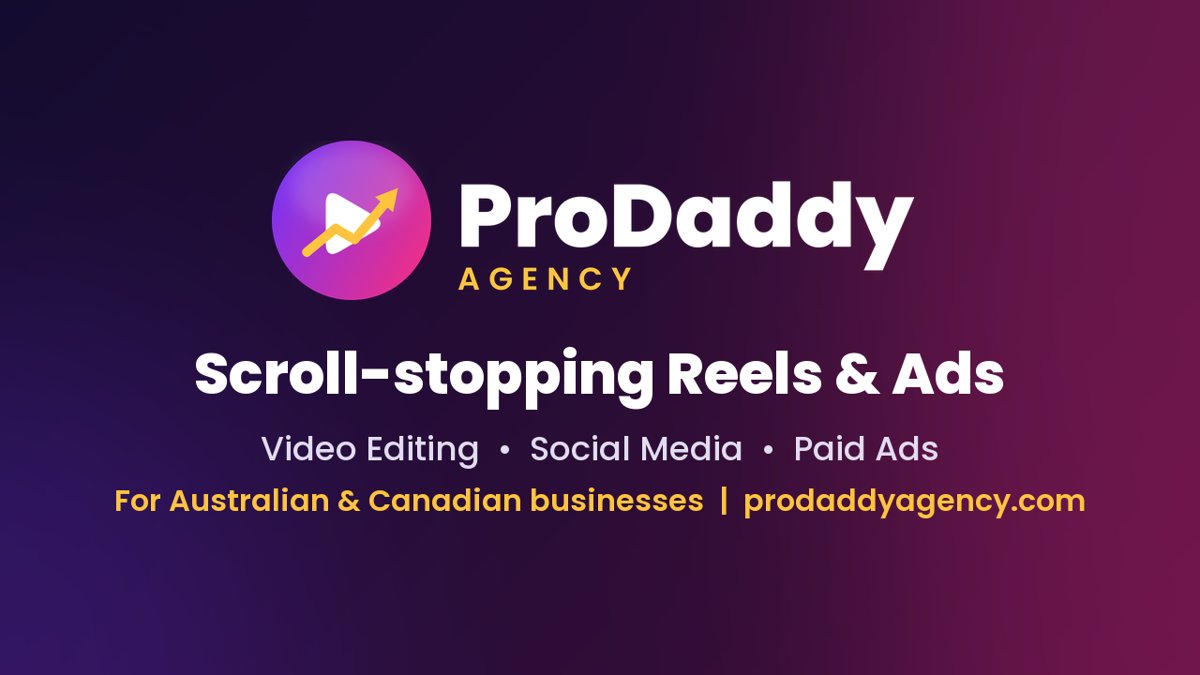 ProDaddy
AGENCY
Scroll-stopping Reels & Ads
Video Editing • Social Media • Paid Ads
For Australian & Canadian businesses | prodaddyagency.com